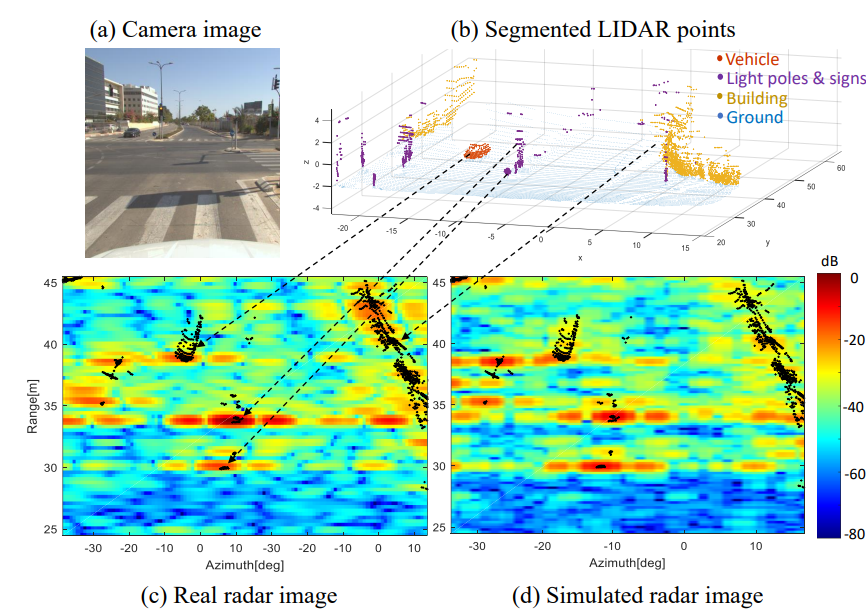 (a) Camera image
(b) Segmented LIDAR points
Vehicle
Light poles & signs
Building
Ground
4
2
0
-2
-4
z
-20
-15
-10
-5
0
5
10
15
x
20
30
40
50
60
y
45
40
35
30
25
Range[m]
-30 -20 -10 0 10 -30 -20 -10 0 10
Azimuth[deg]
45
40
35
30
25
-30 -20 -10 0 10
Azimuth[deg]
dB
0
-20
-40
-60
-80
(c) Real radar image
(d) Simulated radar image